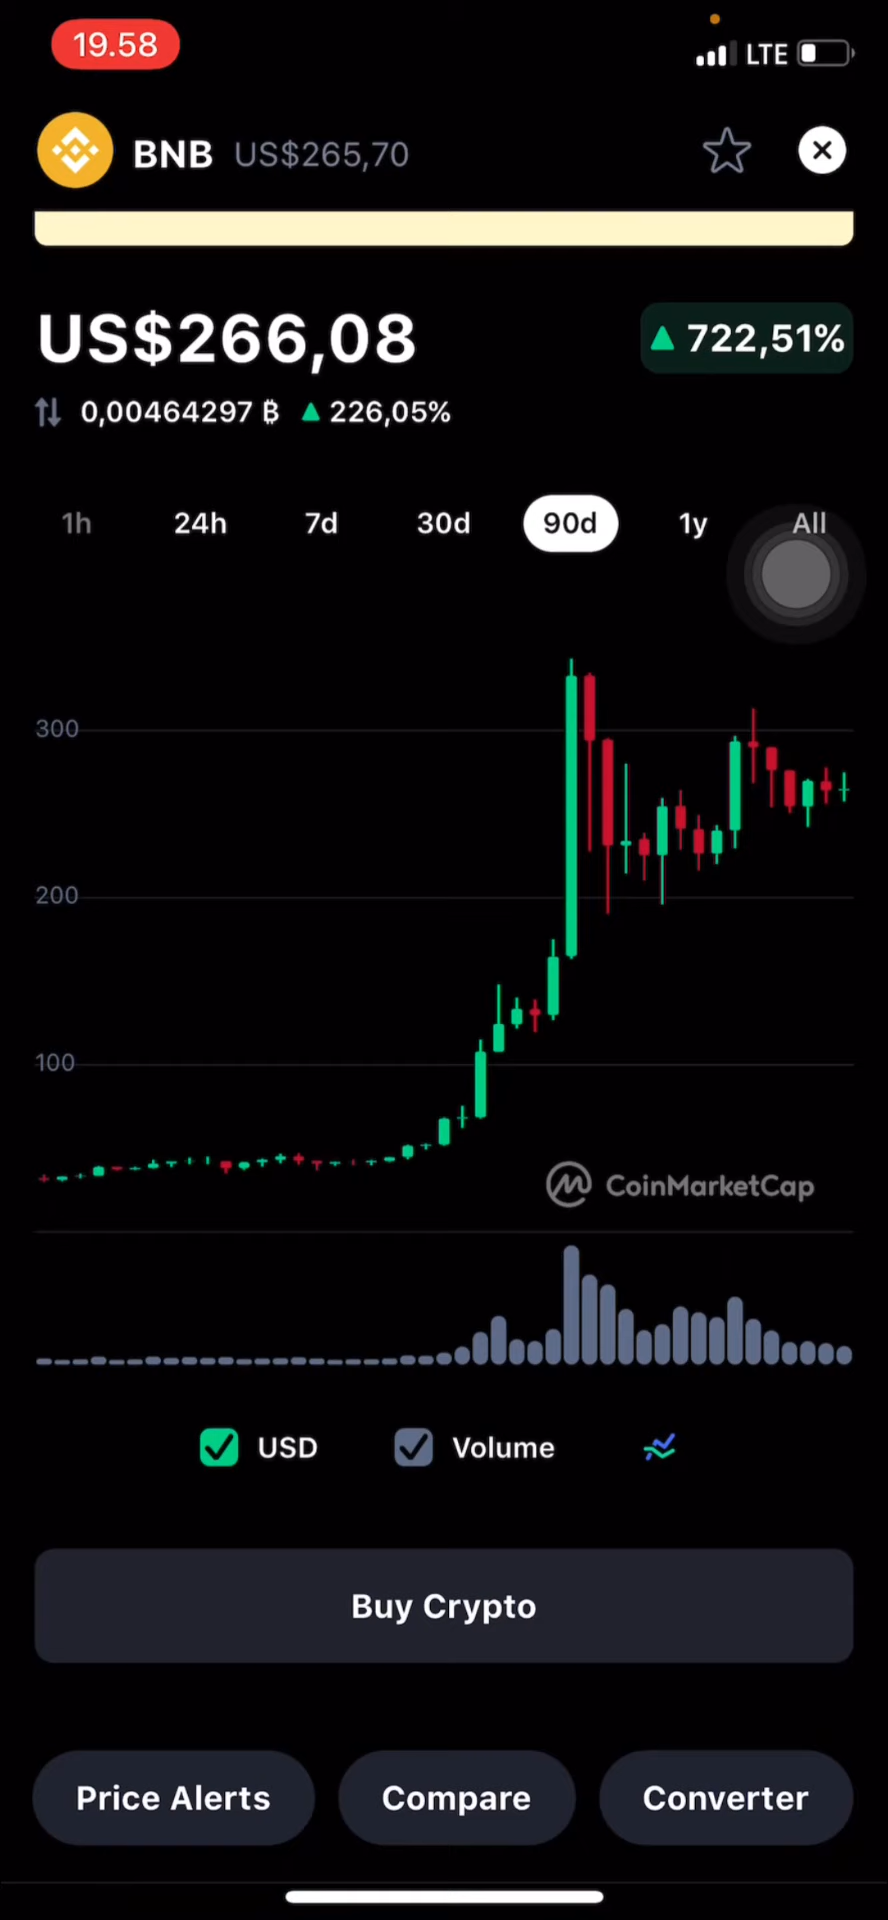 19.58
LTE
BNB US$265,70
US$266,08
722,51%
0,00464297 ₿ 226,05%
1h 24h 7d 30d 90d 1y All
300
200
100
CoinMarketCap
USD Volume
Buy Crypto
Price Alerts Compare Converter